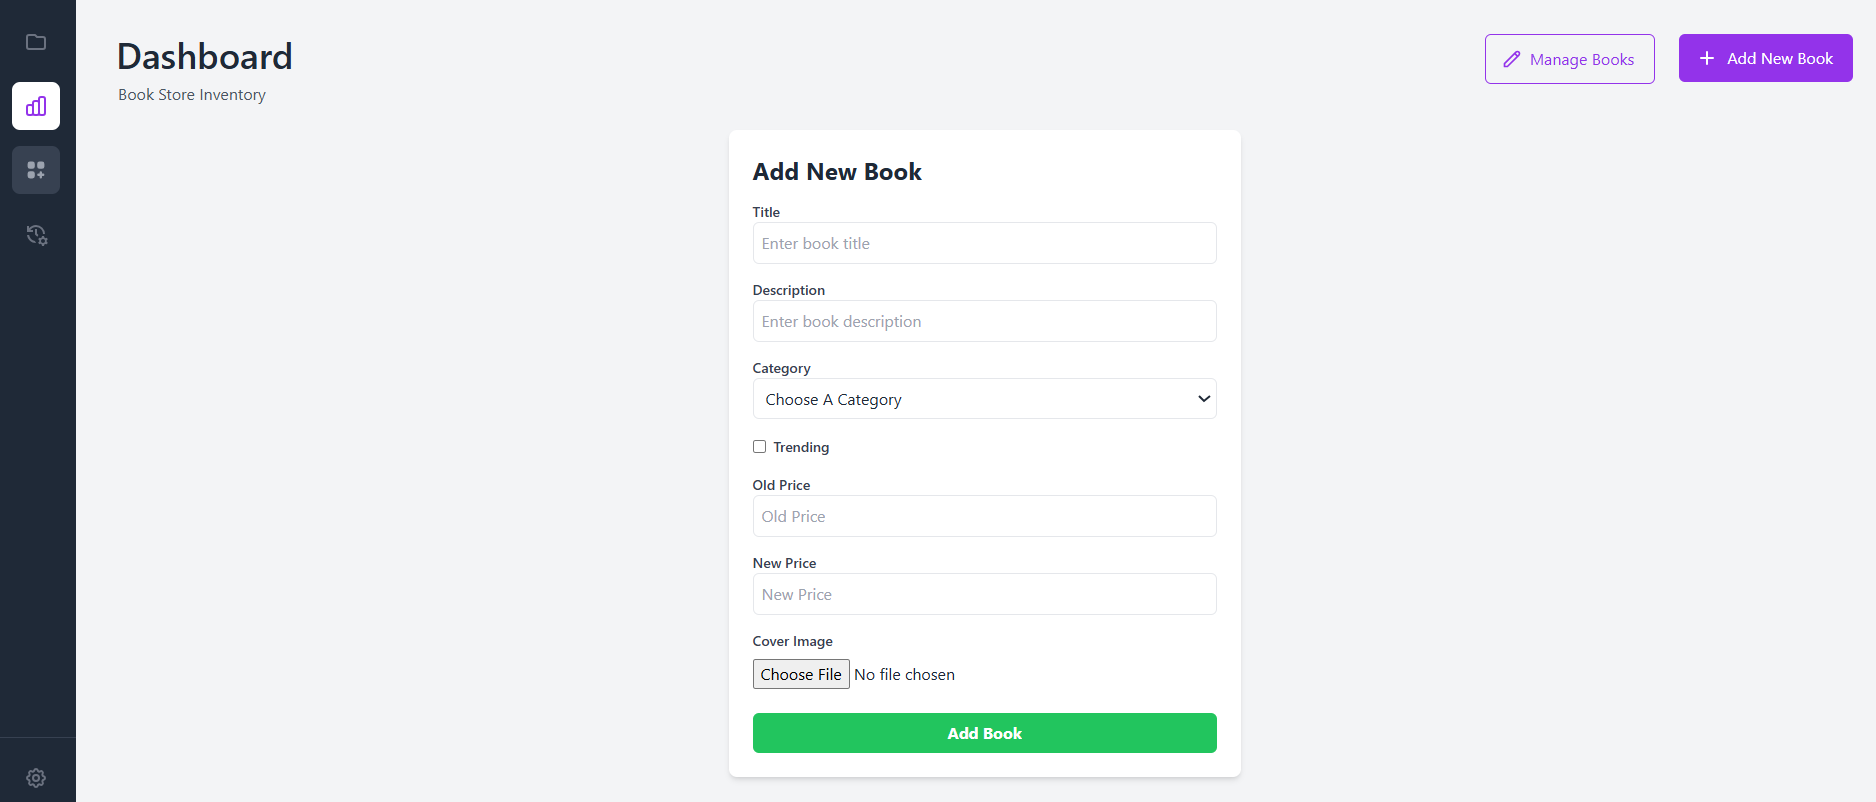 Dashboard
Book Store Inventory
Manage Books
Add New Book
Add New Book
Title
Enter book title
Description
Enter book description
Category
Choose A Category
Trending
Old Price
Old Price
New Price
New Price
Cover Image
Choose File No file chosen
Add Book